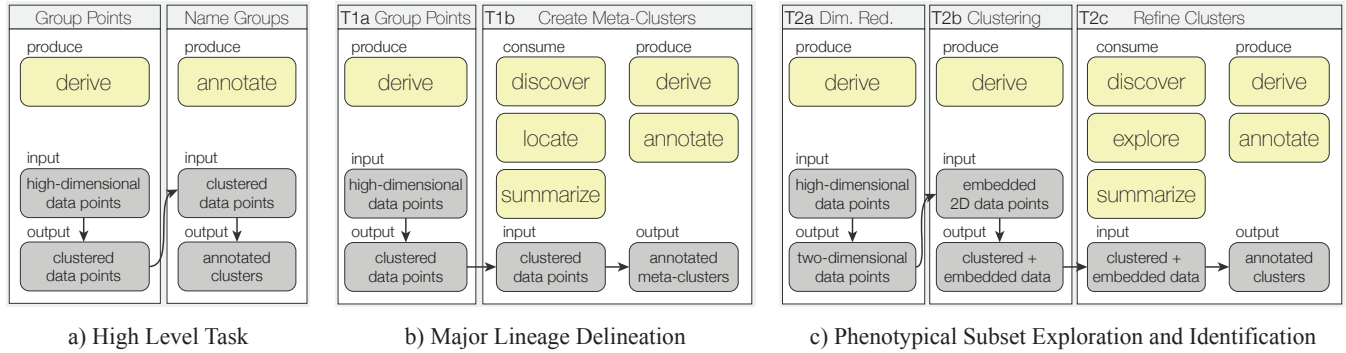 Group Points
produce
derive
input
high-dimensional
data points
output
clustered
data points
Name Groups
produce
annotate
input
clustered
data points
output
annotated
clusters
a) High Level Task
T1a Group Points
produce
derive
input
high-dimensional
data points
output
clustered
data points
T1b Create Meta-Clusters
consume
discover
locate
summarize
produce
derive
annotate
input
clustered
data points
output
annotated
meta-clusters
b) Major Lineage Delineation
T2a Dim. Red.
produce
derive
input
high-dimensional
data points
output
two-dimensional
data points
T2b Clustering
produce
derive
input
embedded
2D data points
output
clustered +
embedded data
T2c Refine Clusters
consume
discover
explore
summarize
produce
derive
annotate
input
clustered +
embedded data
output
annotated
clusters
c) Phenotypical Subset Exploration and Identification